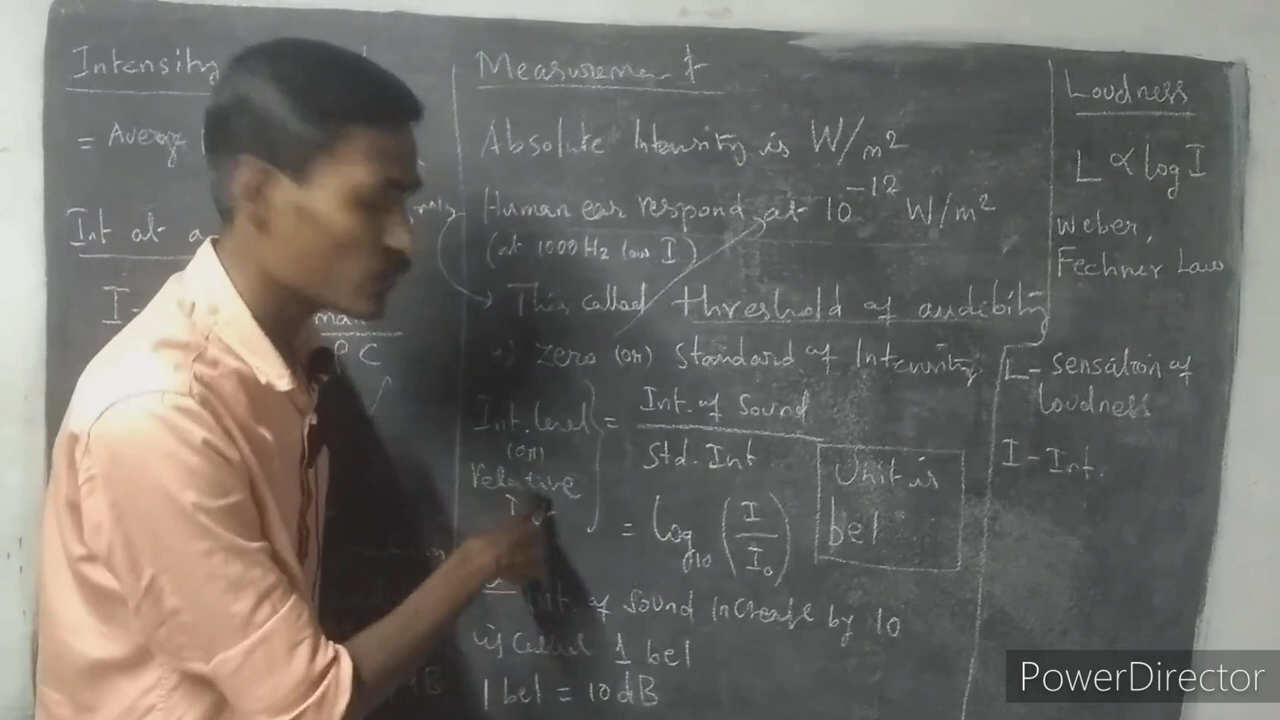 Intensity
= Average
Int at a
I =
max
ρ C
dB
Measurement
Absolute Intensity is W/m2
Human ear respond at 10^-12 W/m2
(at 1000Hz low I)
This called threshold of audibility
Zero (or) Standard of Intensity
Int. level = Int. of Sound
(or) Std. Int
Relative
= log10 (I/I0)
Unit is
bel
Int. of sound increase by 10
is called 1 bel
1 bel = 10dB
Loudness
L ∝ log I
Weber,
Fechner Law
L - sensation of
loudness
I - Int.
PowerDirector